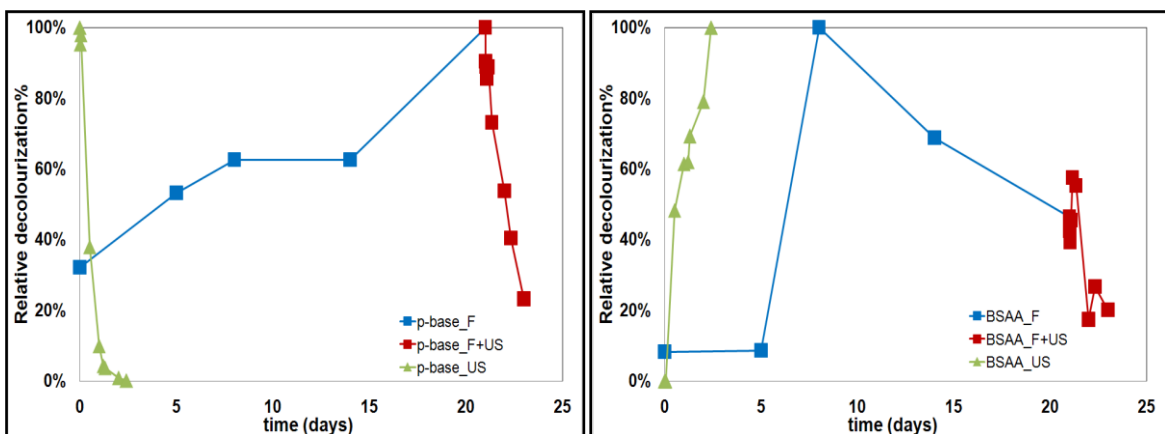 Relative decolourization%
100%
80%
60%
40%
20%
0%
p-base_F
p-base_F+US
p-base_US
0
5
10
15
20
25
time (days)
Relative decolourization%
100%
80%
60%
40%
20%
0%
BSAA_F
BSAA_F+US
BSAA_US
0
5
10
15
20
25
time (days)